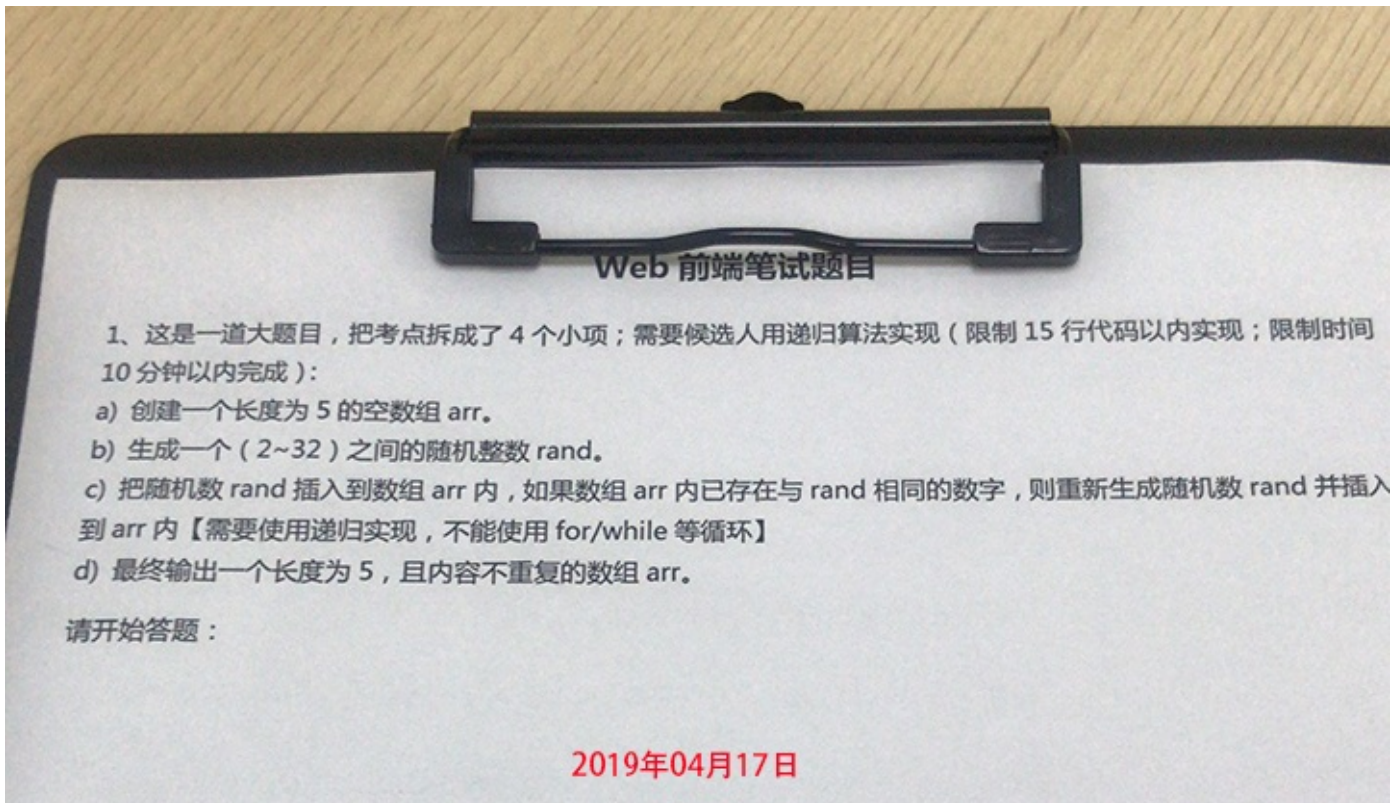 Web 前端笔试题目
1、这是一道大题目，把考点拆成了 4 个小项；需要候选人用递归算法实现（限制 15 行代码以内实现；限制时间
10 分钟以内完成）：
a) 创建一个长度为 5 的空数组 arr。
b) 生成一个（2~32）之间的随机整数 rand。
c) 把随机数 rand 插入到数组 arr 内，如果数组 arr 内已存在与 rand 相同的数字，则重新生成随机数 rand 并插入
到 arr 内【需要使用递归实现，不能使用 for/while 等循环】
d) 最终输出一个长度为 5，且内容不重复的数组 arr。
请开始答题：
2019年04月17日